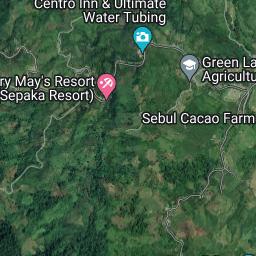 Centro Inn & Ultimate
Water Tubing
Green La
Agricultu
ry May's Resort
(Sepaka Resort)
Sebul Cacao Farm